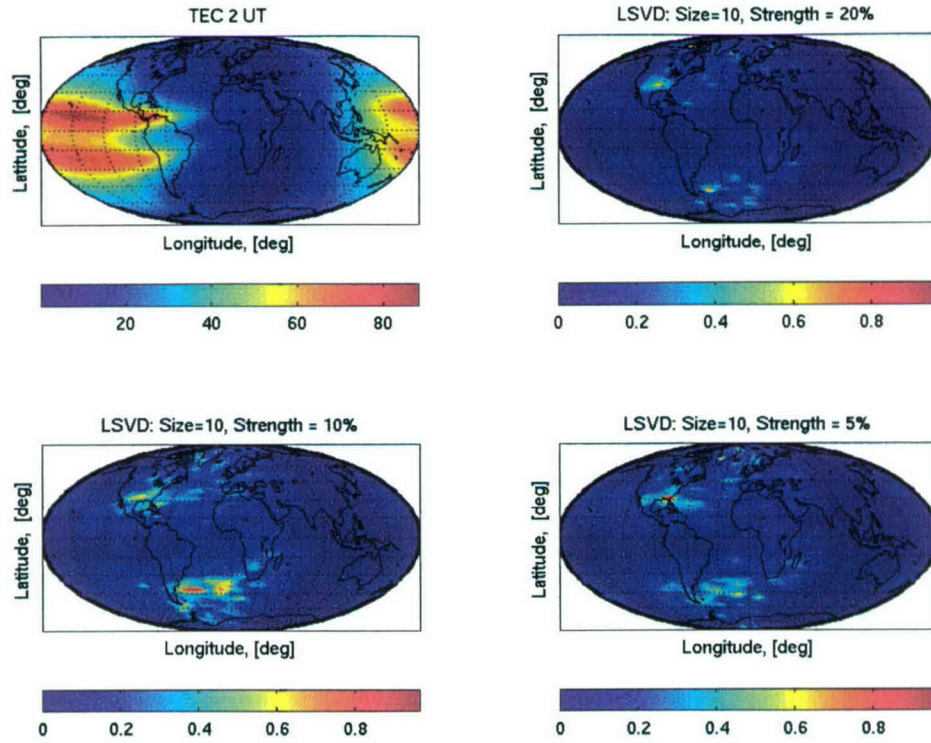 TEC 2 UT
Latitude, [deg]
Longitude, [deg]
20 40 60 80
LSVD: Size=10, Strength = 20%
Latitude, [deg]
Longitude, [deg]
0 0.2 0.4 0.6 0.8
LSVD: Size=10, Strength = 10%
Latitude, [deg]
Longitude, [deg]
0 0.2 0.4 0.6 0.8
LSVD: Size=10, Strength = 5%
Latitude, [deg]
Longitude, [deg]
0 0.2 0.4 0.6 0.8